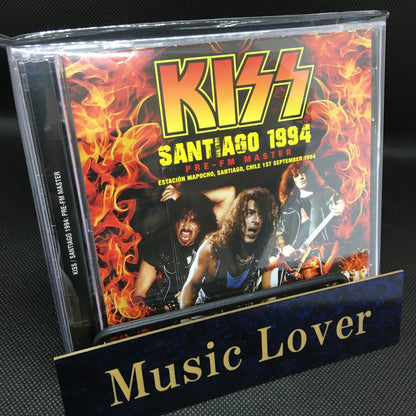 KISS
SANTIAGO 1994
PRE-FM MASTER
ESTACIÓN MAPOCHO, SANTIAGO, CHILE 1ST SEPTEMBER 1994
KISS / SANTIAGO 1994: PRE-FM MASTER
Music Lover